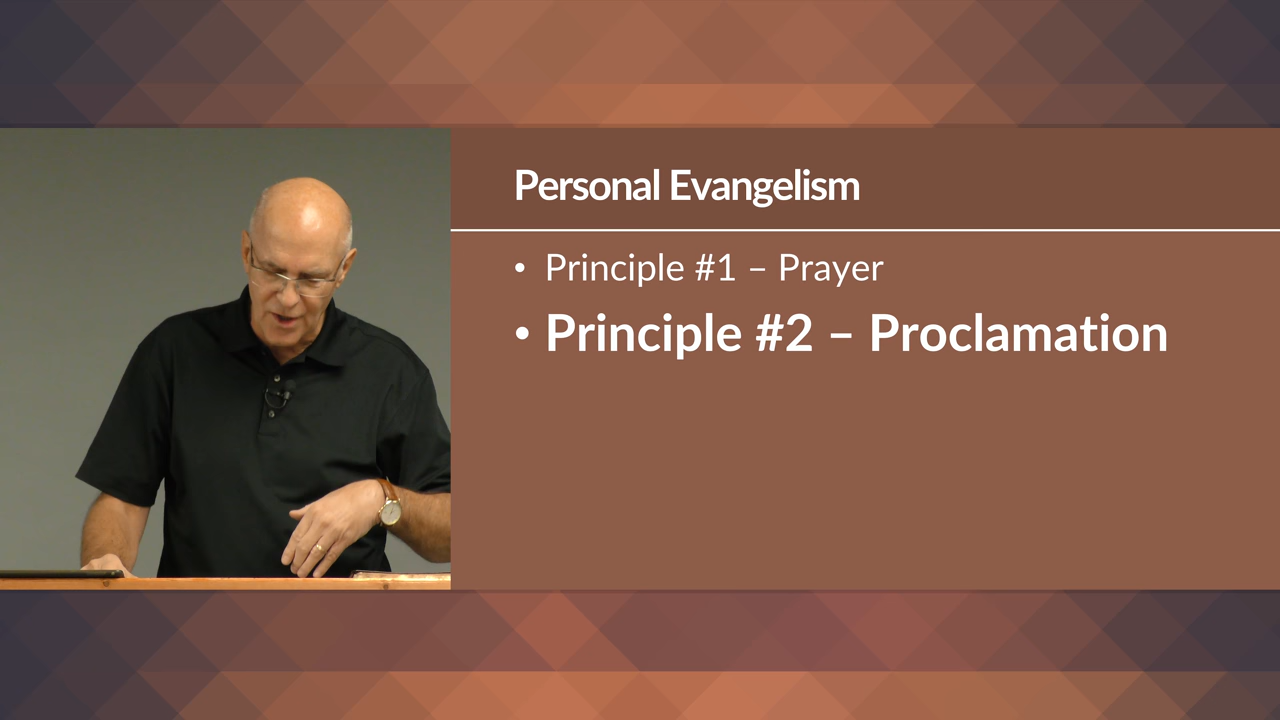 Personal Evangelism
• Principle #1 – Prayer
• Principle #2 – Proclamation